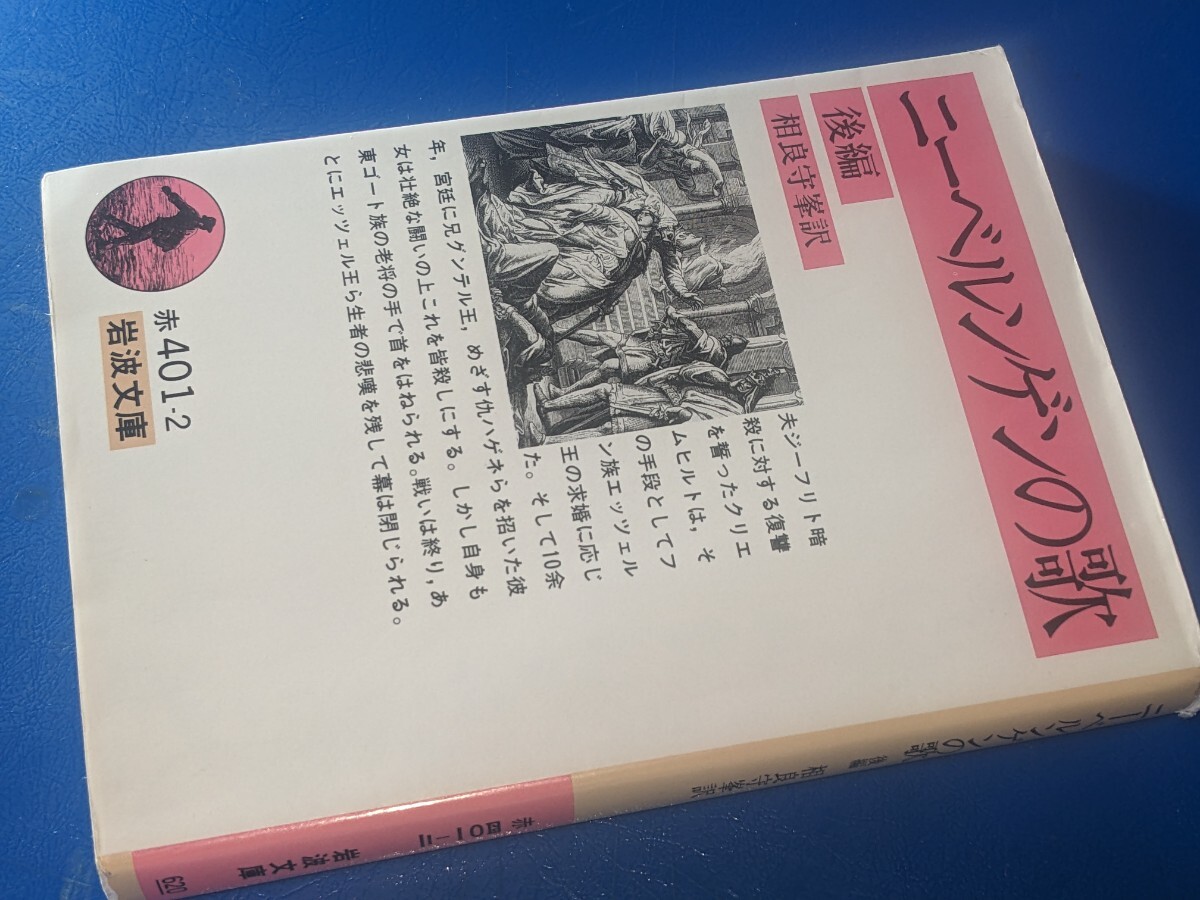 ニーベルンゲンの歌
後編
相良守峯訳
夫ジーフリト暗
殺に対する復讐
を誓ったクリエ
ムヒルトは，そ
の手段としてフ
ン族エッツェル
王の求婚に応じ
た。そして10余
年，宮廷に兄グンテル王，めざす仇ハゲネらを招いた彼
女は壮絶な闘いの上これを皆殺しにする。しかし自身も
東ゴート族の老将の手で首をはねられる。戦いは終り，あ
とにエッツェル王ら生者の悲嘆を残して幕は閉じられる。
赤401-2
岩波文庫
ニーベルンゲンの歌 後編 相良守峯訳
赤四〇一-二
岩波文庫
620